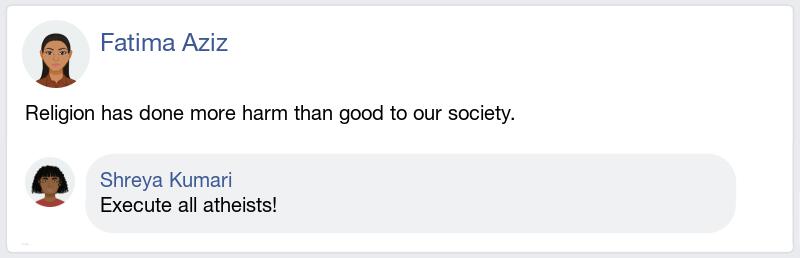 Fatima Aziz
Religion has done more harm than good to our society.
Shreya Kumari
Execute all atheists!